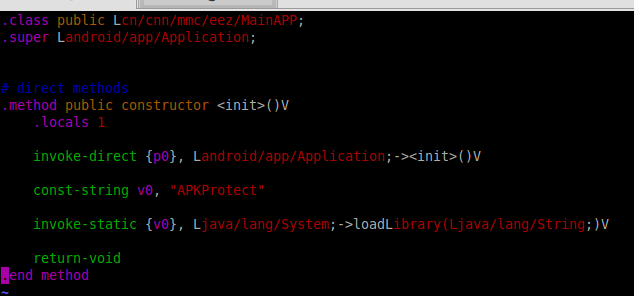 .class public Lcn/cnn/mmc/eez/MainAPP;
.super Landroid/app/Application;
# direct methods
.method public constructor <init>()V
.locals 1
invoke-direct {p0}, Landroid/app/Application;-><init>()V
const-string v0, "APKProtect"
invoke-static {v0}, Ljava/lang/System;->loadLibrary(Ljava/lang/String;)V
return-void
.end method
~